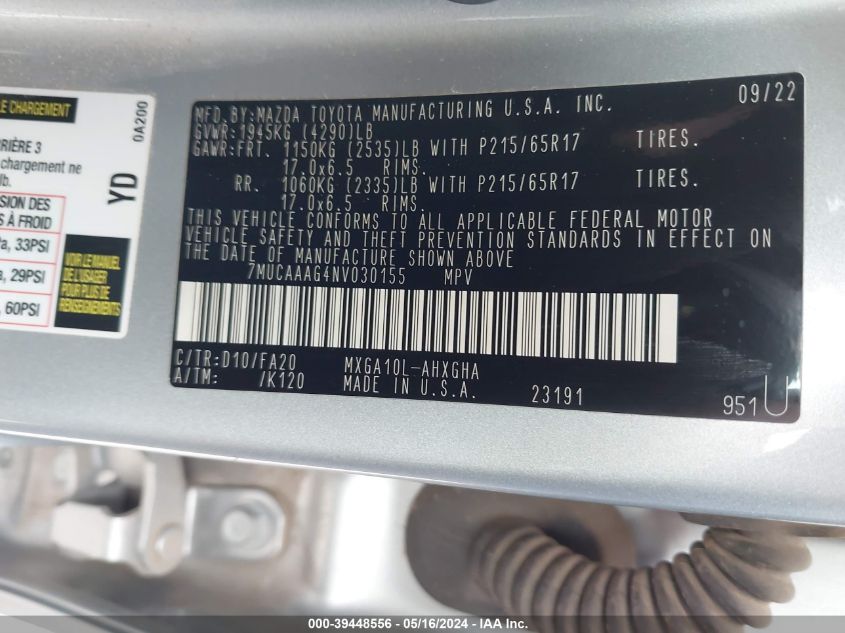 LE CHARGEMENT
0A200
RIÈRE 3
chargement ne
lb.
YD
SION DES
S À FROID
a, 33PSI
a, 29PSI
, 60PSI
VOIR LE MANUEL
DE L'USAGER
POUR PLUS DE
RENSEIGNEMENTS
MFD. BY:MAZDA TOYOTA MANUFACTURING U.S.A. INC. 09/22
GVWR:1945KG (4290)LB
GAWR:FRT. 1150KG (2535)LB WITH P215/65R17 TIRES.
17.0x6.5 RIMS.
RR. 1060KG (2335)LB WITH P215/65R17 TIRES.
17.0x6.5 RIMS.
THIS VEHICLE CONFORMS TO ALL APPLICABLE FEDERAL MOTOR
VEHICLE SAFETY AND THEFT PREVENTION STANDARDS IN EFFECT ON
THE DATE OF MANUFACTURE SHOWN ABOVE
7MUCAAAG4NV030155 MPV
C/TR:D10/FA20 MXGA10L-AHXGHA
A/TM: /K120 MADE IN U.S.A. 23191
951U
000-39448556 - 05/16/2024 - IAAI.com